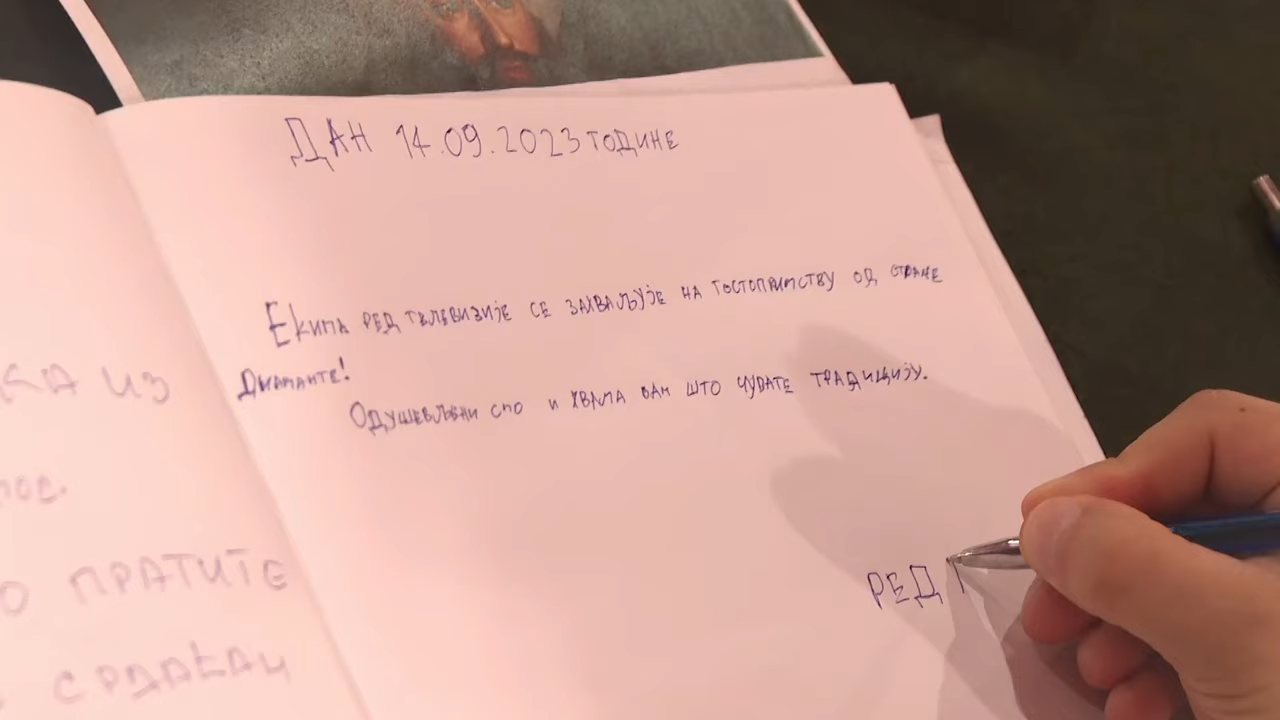 КА ИЗ
О ПРАТИТЕ
СРДАЧАН
ДАН 14.09.2023 ГОДИНЕ
Екипа РЕД ТЕЛЕВИЗИЈЕ СЕ ЗАХВАЉУЈЕ НА ГОСТОПРИМСТВУ ОД СТРАНЕ
Дијаманте!
ОДУШЕВЉЕНИ СМО И ХВАЛА ВАМ ШТО ЧУВАТЕ ТРАДИЦИЈУ.
РЕД